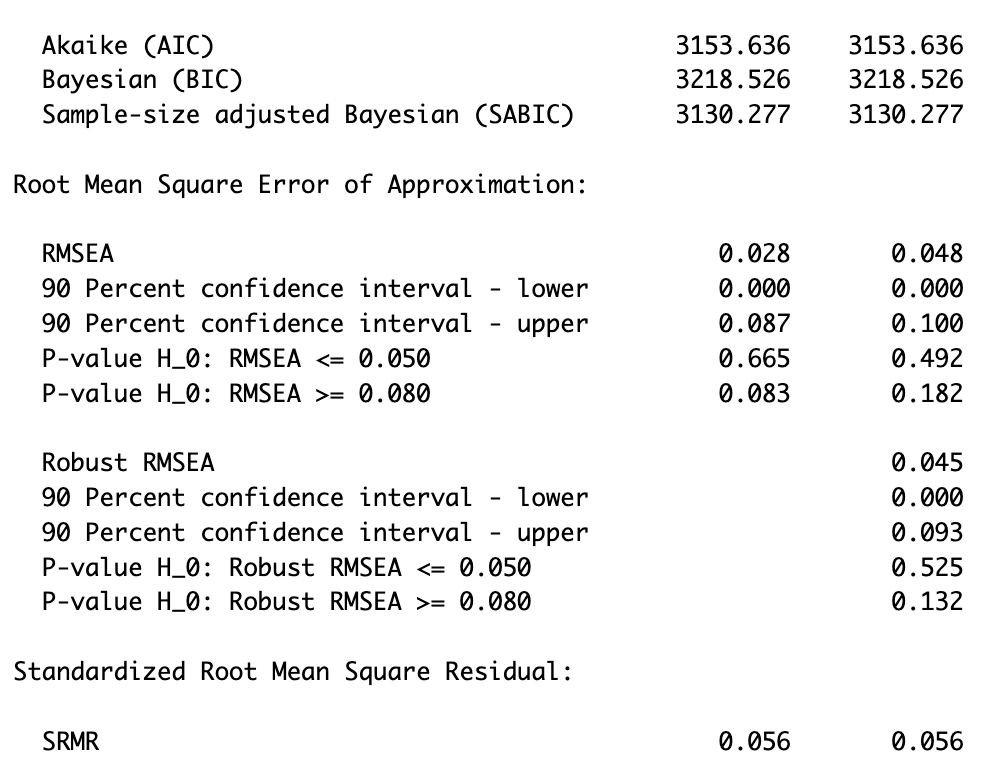 Akaike (AIC) 3153.636 3153.636
Bayesian (BIC) 3218.526 3218.526
Sample-size adjusted Bayesian (SABIC) 3130.277 3130.277
Root Mean Square Error of Approximation:
RMSEA 0.028 0.048
90 Percent confidence interval - lower 0.000 0.000
90 Percent confidence interval - upper 0.087 0.100
P-value H_0: RMSEA <= 0.050 0.665 0.492
P-value H_0: RMSEA >= 0.080 0.083 0.182
Robust RMSEA 0.045
90 Percent confidence interval - lower 0.000
90 Percent confidence interval - upper 0.093
P-value H_0: Robust RMSEA <= 0.050 0.525
P-value H_0: Robust RMSEA >= 0.080 0.132
Standardized Root Mean Square Residual:
SRMR 0.056 0.056